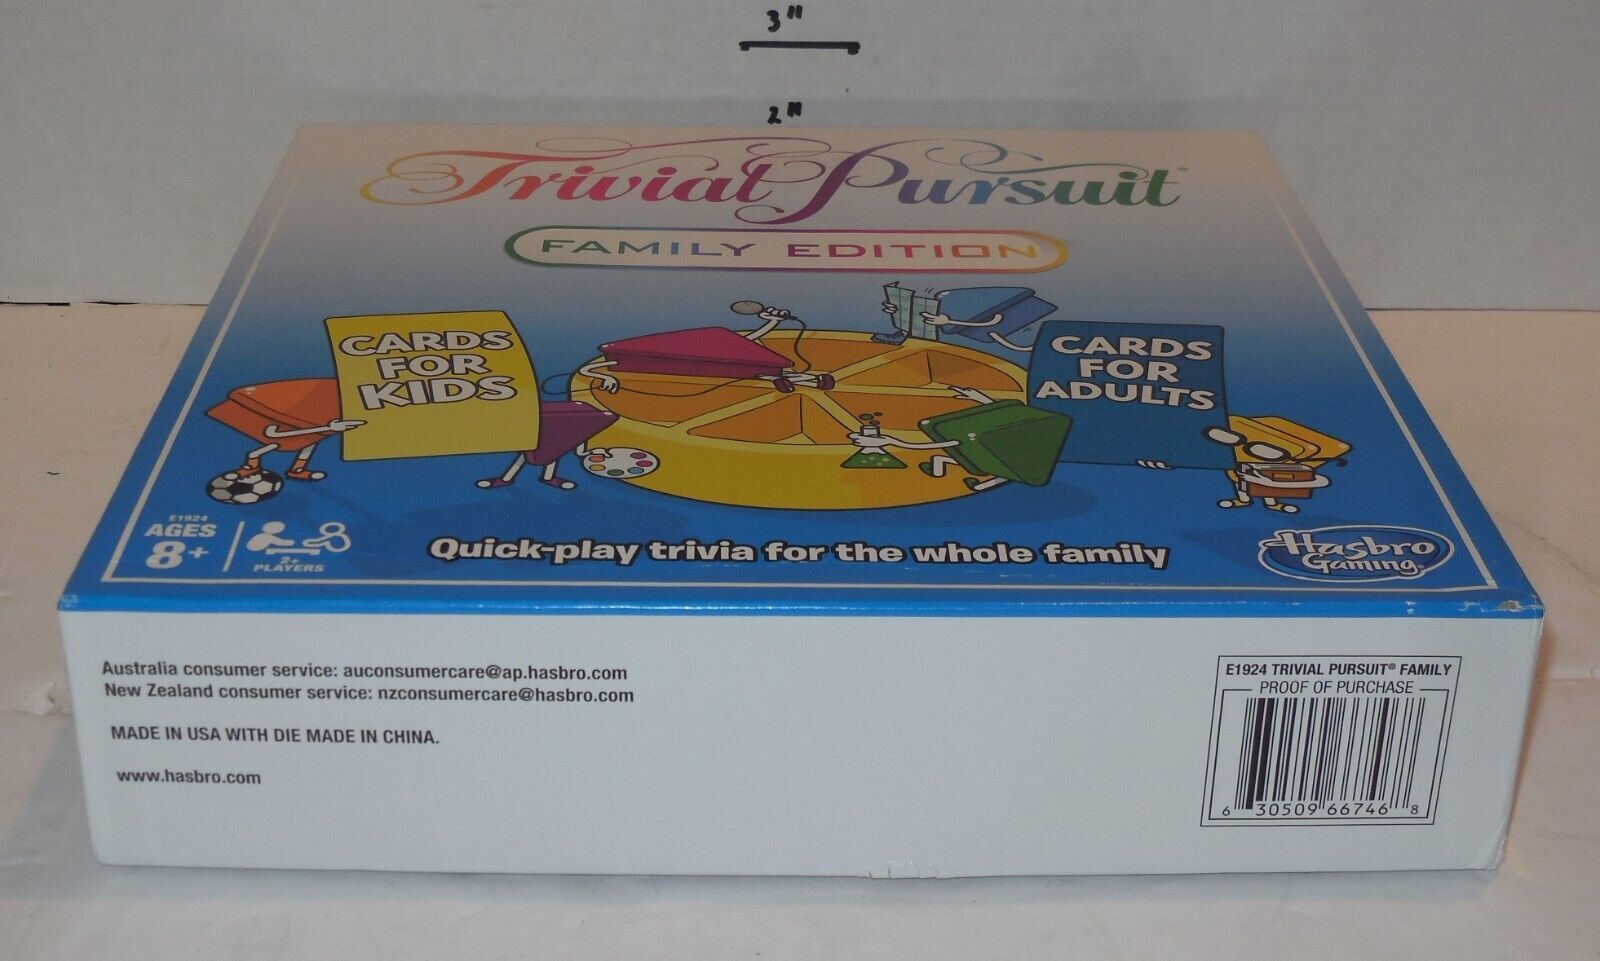 3"
2"
Trivial Pursuit
FAMILY EDITION
CARDS
FOR
KIDS
CARDS
FOR
ADULTS
E1924
AGES
8+
2+
PLAYERS
Quick-play trivia for the whole family
Hasbro
Gaming
Australia consumer service: auconsumercare@ap.hasbro.com
New Zealand consumer service: nzconsumercare@hasbro.com
MADE IN USA WITH DIE MADE IN CHINA.
www.hasbro.com
E1924 TRIVIAL PURSUIT® FAMILY
PROOF OF PURCHASE
6 30509 66746 8